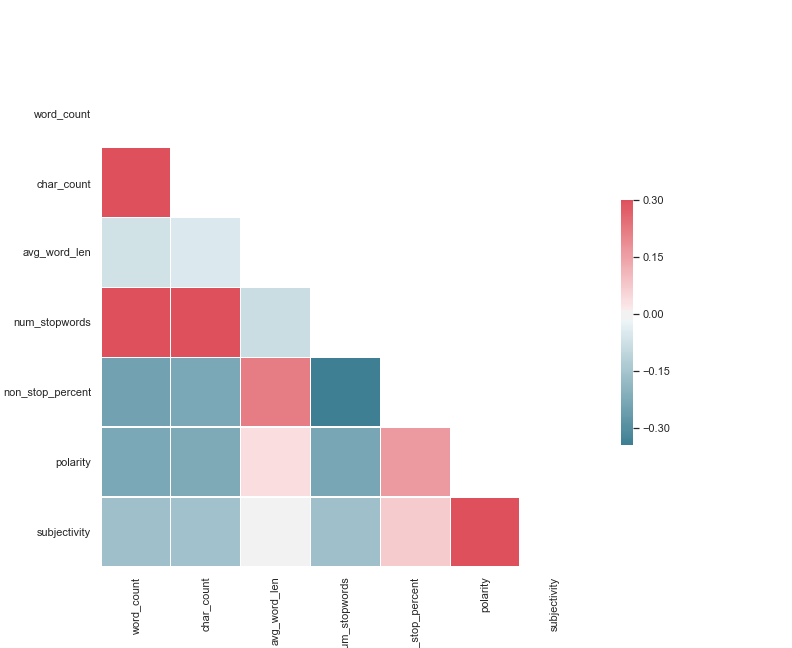 word_count
char_count
avg_word_len
num_stopwords
non_stop_percent
polarity
subjectivity
0.30
0.15
0.00
−0.15
−0.30
word_count
char_count
avg_word_len
um_stopwords
_stop_percent
polarity
subjectivity